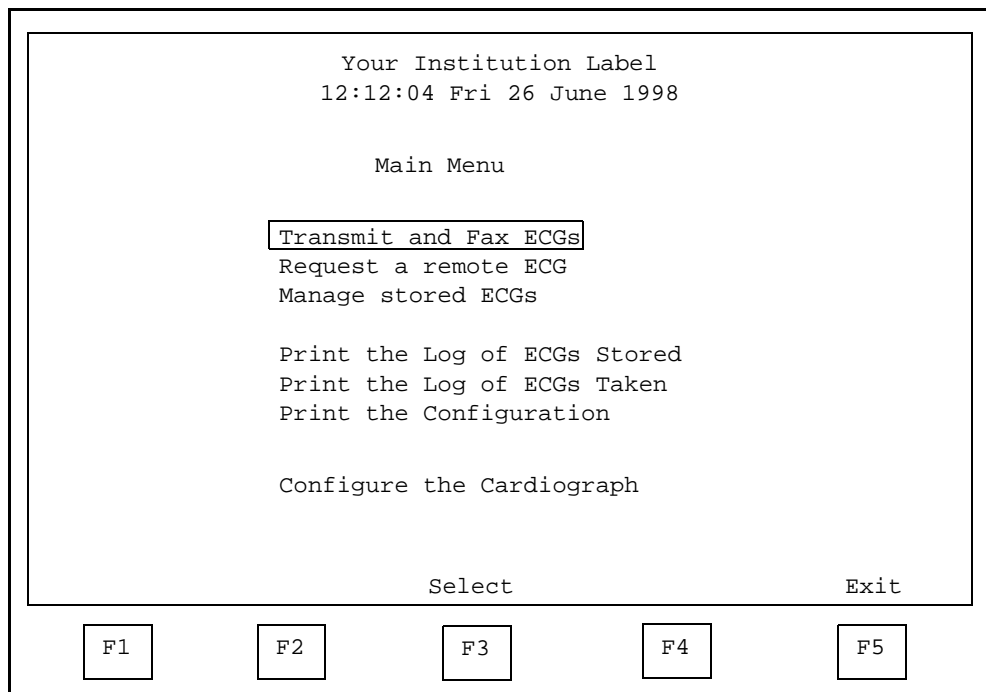 Your Institution Label
12:12:04 Fri 26 June 1998
Main Menu
Transmit and Fax ECGs
Request a remote ECG
Manage stored ECGs
Print the Log of ECGs Stored
Print the Log of ECGs Taken
Print the Configuration
Configure the Cardiograph
Select Exit
F1 F2 F3 F4 F5